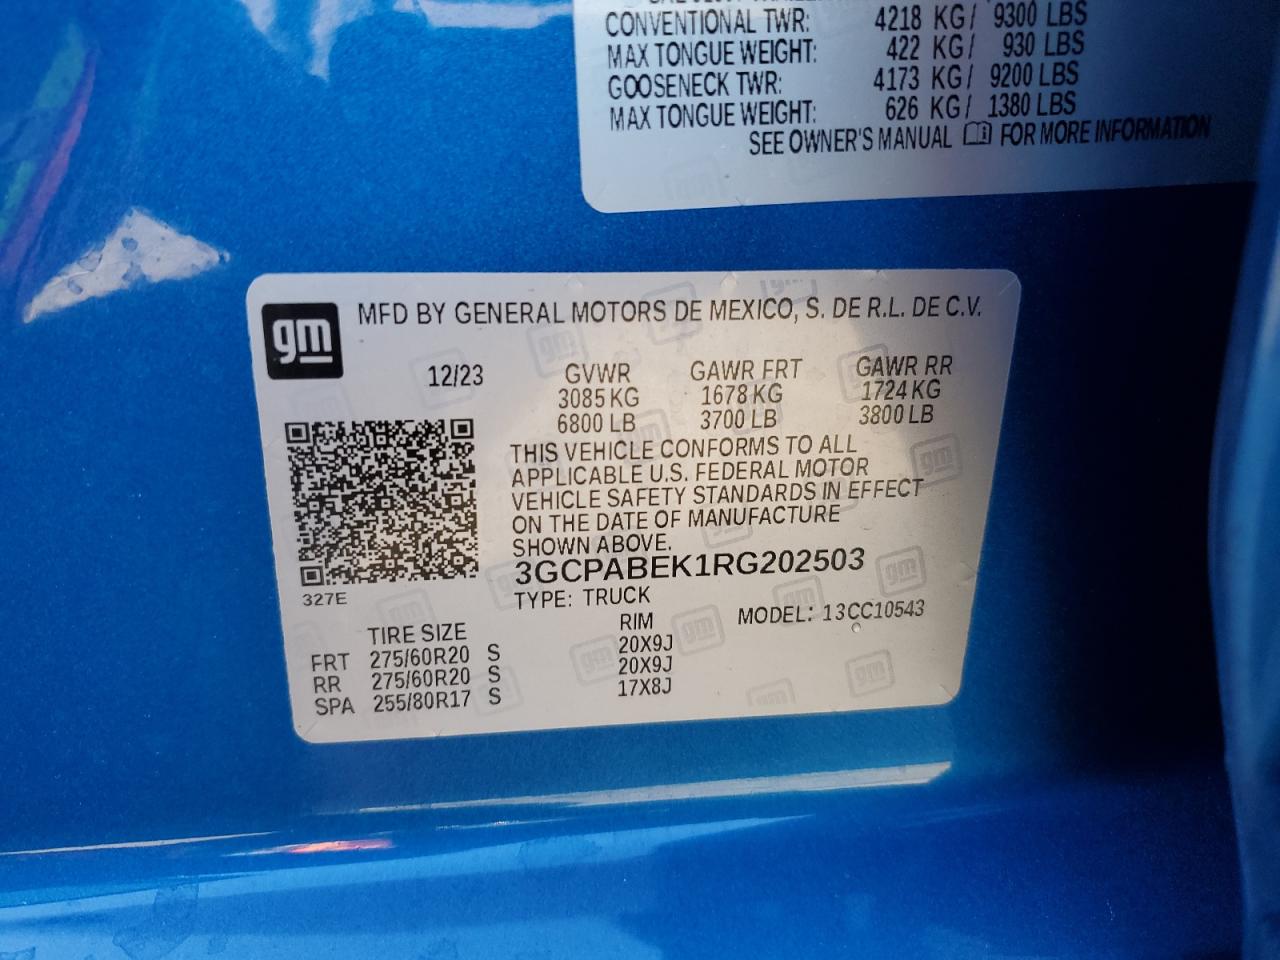 CONVENTIONAL TWR: 4218 KG/ 9300 LBS
MAX TONGUE WEIGHT: 422 KG/ 930 LBS
GOOSENECK TWR: 4173 KG/ 9200 LBS
MAX TONGUE WEIGHT: 626 KG/ 1380 LBS
SEE OWNER'S MANUAL FOR MORE INFORMATION
gm
MFD BY GENERAL MOTORS DE MEXICO, S. DE R.L. DE C.V.
12/23 GVWR GAWR FRT GAWR RR
3085 KG 1678 KG 1724 KG
6800 LB 3700 LB 3800 LB
THIS VEHICLE CONFORMS TO ALL
APPLICABLE U.S. FEDERAL MOTOR
VEHICLE SAFETY STANDARDS IN EFFECT
ON THE DATE OF MANUFACTURE
SHOWN ABOVE.
3GCPABEK1RG202503
327E
TYPE: TRUCK MODEL: 13CC10543
TIRE SIZE RIM
FRT 275/60R20 S 20X9J
RR 275/60R20 S 20X9J
SPA 255/80R17 S 17X8J